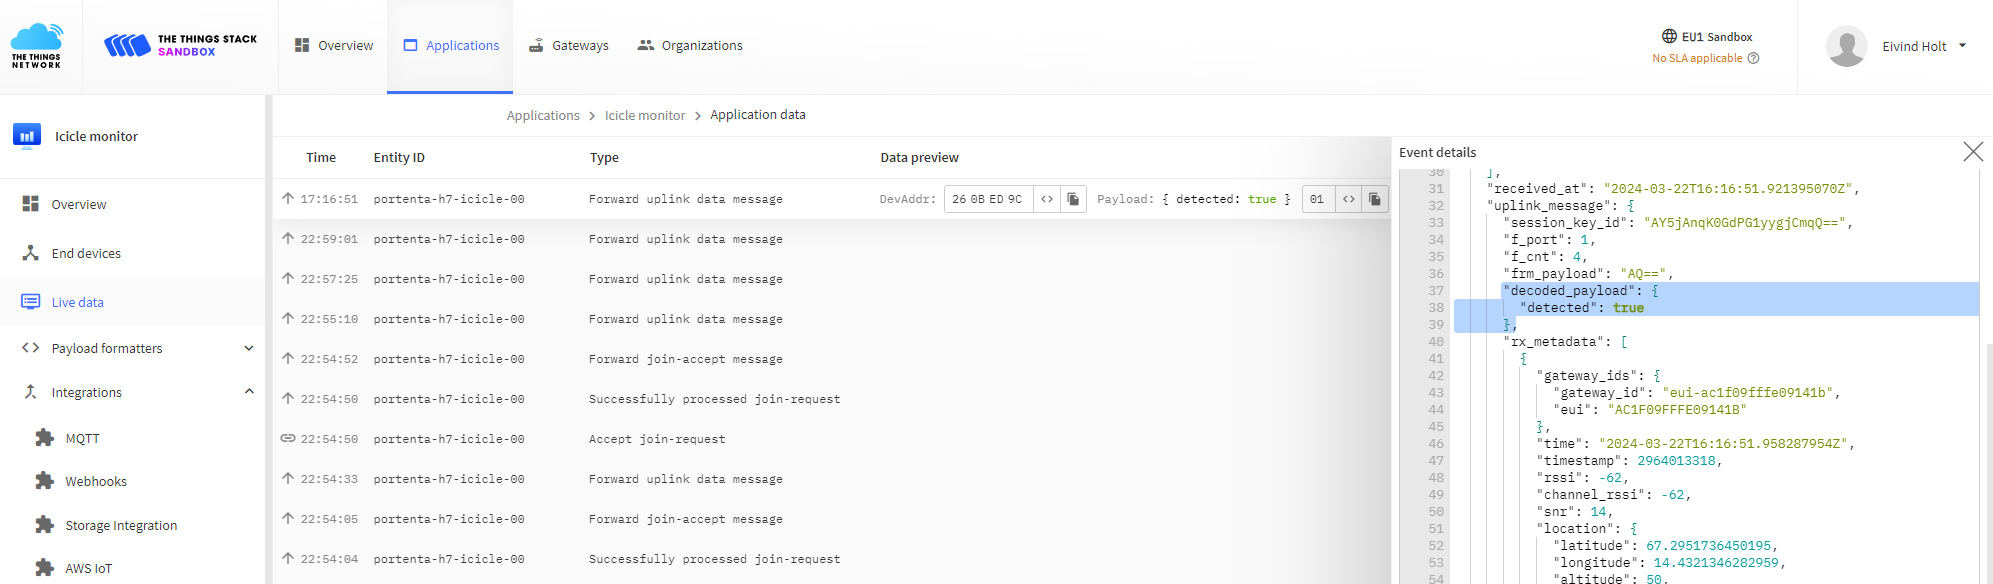 THE THINGS NETWORK
THE THINGS STACK
SANDBOX
Overview
Applications
Gateways
Organizations
EU1 Sandbox
No SLA applicable
Eivind Holt
Icicle monitor
Overview
End devices
Live data
Payload formatters
Integrations
MQTT
Webhooks
Storage Integration
AWS IoT
Applications > Icicle monitor > Application data
Time Entity ID Type Data preview
17:16:51 portenta-h7-icicle-00 Forward uplink data message DevAddr: 26 0B ED 9C <> Payload: { detected: true } 01 <>
22:59:01 portenta-h7-icicle-00 Forward uplink data message
22:57:25 portenta-h7-icicle-00 Forward uplink data message
22:55:10 portenta-h7-icicle-00 Forward uplink data message
22:54:52 portenta-h7-icicle-00 Forward join-accept message
22:54:50 portenta-h7-icicle-00 Successfully processed join-request
22:54:50 portenta-h7-icicle-00 Accept join-request
22:54:33 portenta-h7-icicle-00 Forward uplink data message
22:54:05 portenta-h7-icicle-00 Forward join-accept message
22:54:04 portenta-h7-icicle-00 Successfully processed join-request
Event details
30 ],
31 "received_at": "2024-03-22T16:16:51.921395070Z",
32 "uplink_message": {
33 "session_key_id": "AY5jAnqK0GdPG1yygjCmqQ==",
34 "f_port": 1,
35 "f_cnt": 4,
36 "frm_payload": "AQ==",
37 "decoded_payload": {
38 "detected": true
39 },
40 "rx_metadata": [
41 {
42 "gateway_ids": {
43 "gateway_id": "eui-ac1f09fffe09141b",
44 "eui": "AC1F09FFFE09141B"
45 },
46 "time": "2024-03-22T16:16:51.958287954Z",
47 "timestamp": 2964013318,
48 "rssi": -62,
49 "channel_rssi": -62,
50 "snr": 14,
51 "location": {
52 "latitude": 67.2951736450195,
53 "longitude": 14.4321346282959,
54 "altitude": 50,